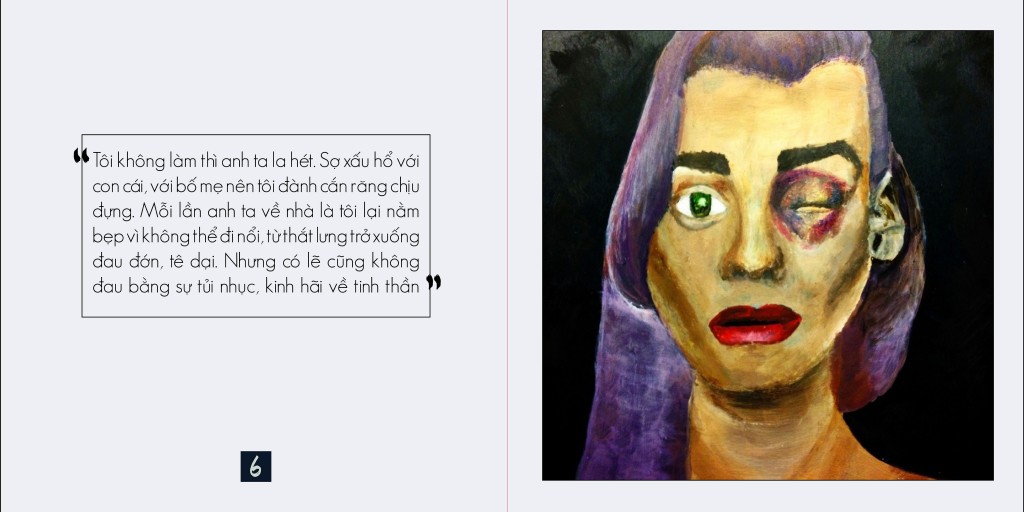 “Tôi không làm thì anh ta la hét. Sợ xấu hổ với
con cái, với bố mẹ nên tôi đành cắn răng chịu
đựng. Mỗi lần anh ta về nhà là tôi lại nằm
bẹp vì không thể đi nổi, từ thắt lưng trở xuống
đau đớn, tê dại. Nhưng có lẽ cũng không
đau bằng sự tủi nhục, kinh hãi về tinh thần”
6